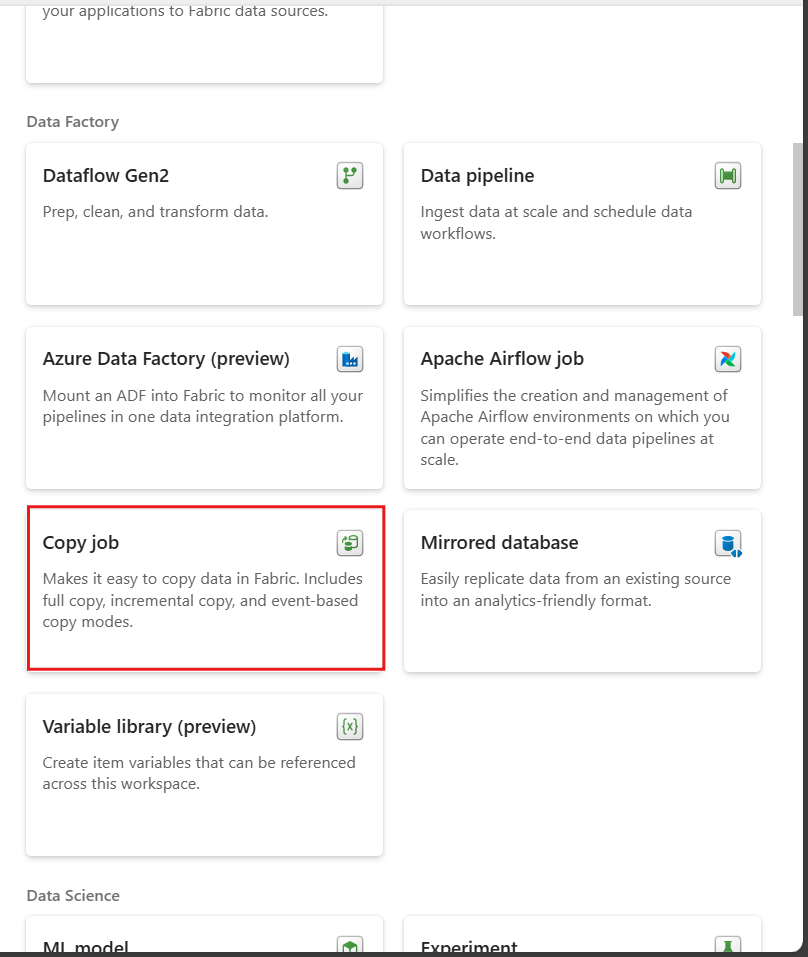 your applications to Fabric data sources.
Data Factory
Dataflow Gen2
Prep, clean, and transform data.
Data pipeline
Ingest data at scale and schedule data
workflows.
Azure Data Factory (preview)
Mount an ADF into Fabric to monitor all your
pipelines in one data integration platform.
Apache Airflow job
Simplifies the creation and management of
Apache Airflow environments on which you
can operate end-to-end data pipelines at
scale.
Copy job
Makes it easy to copy data in Fabric. Includes
full copy, incremental copy, and event-based
copy modes.
Mirrored database
Easily replicate data from an existing source
into an analytics-friendly format.
Variable library (preview)
{x}
Create item variables that can be referenced
across this workspace.
Data Science
ML model
Experiment